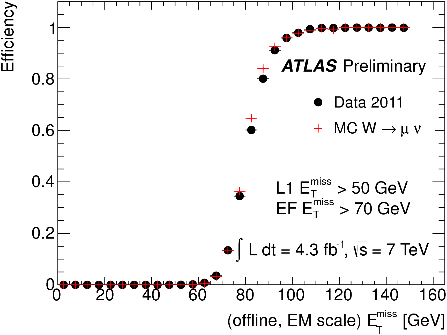 Efficiency
1
0.8
0.6
0.4
0.2
0
ATLAS Preliminary
Data 2011
MC W → μ ν
L1 E_T^miss > 50 GeV
EF E_T^miss > 70 GeV
∫ L dt = 4.3 fb⁻¹, \s = 7 TeV
0 20 40 60 80 100 120 140 160
(offline, EM scale) E_T^miss [GeV]